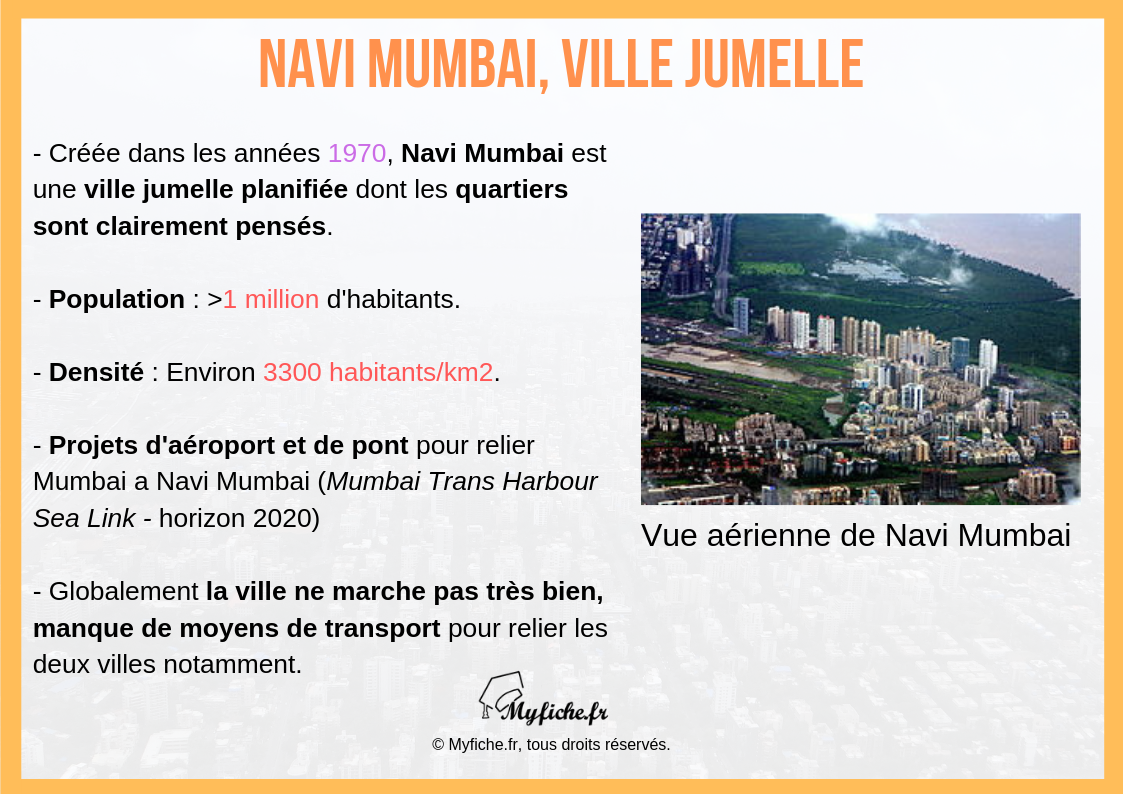 NAVI MUMBAI, VILLE JUMELLE
- Créée dans les années 1970, Navi Mumbai est
une ville jumelle planifiée dont les quartiers
sont clairement pensés.
- Population : >1 million d'habitants.
- Densité : Environ 3300 habitants/km2.
- Projets d'aéroport et de pont pour relier
Mumbai a Navi Mumbai (Mumbai Trans Harbour
Sea Link - horizon 2020)
- Globalement la ville ne marche pas très bien,
manque de moyens de transport pour relier les
deux villes notamment.
Vue aérienne de Navi Mumbai
Myfiche.fr
© Myfiche.fr, tous droits réservés.